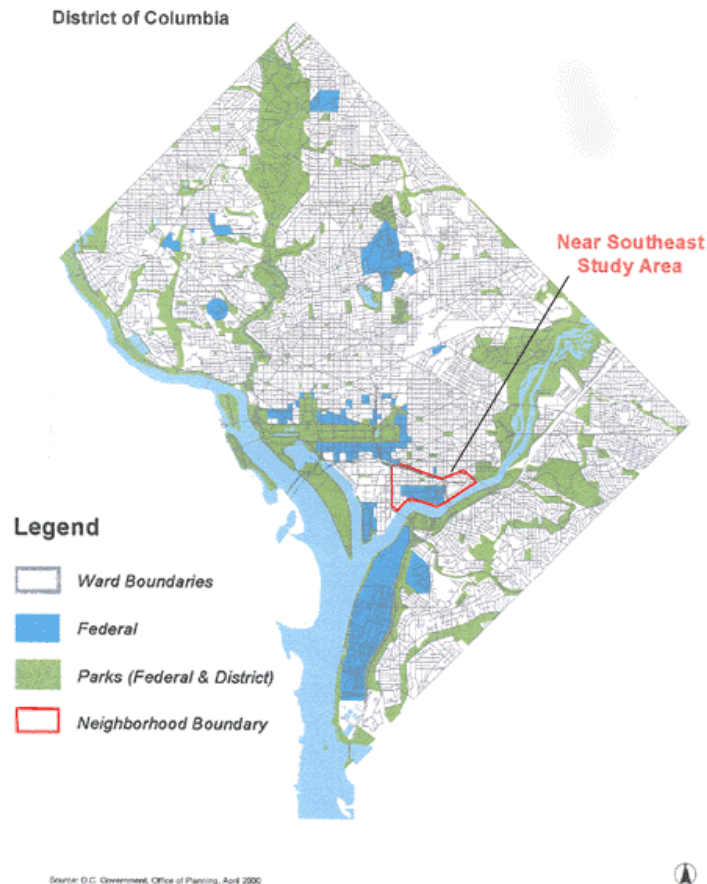 District of Columbia
Near Southeast
Study Area
Legend
Ward Boundaries
Federal
Parks (Federal & District)
Neighborhood Boundary
Source: D.C. Government, Office of Planning, April 2000